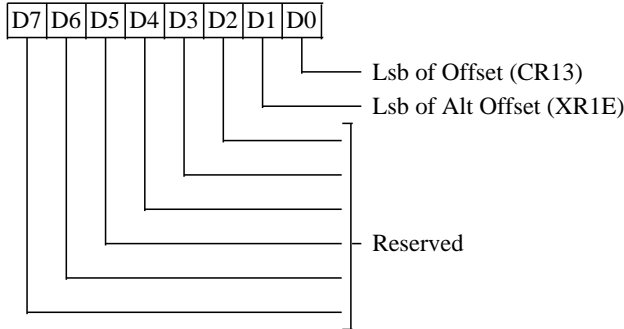 D7 D6 D5 D4 D3 D2 D1 D0
Lsb of Offset (CR13)
Lsb of Alt Offset (XR1E)
Reserved